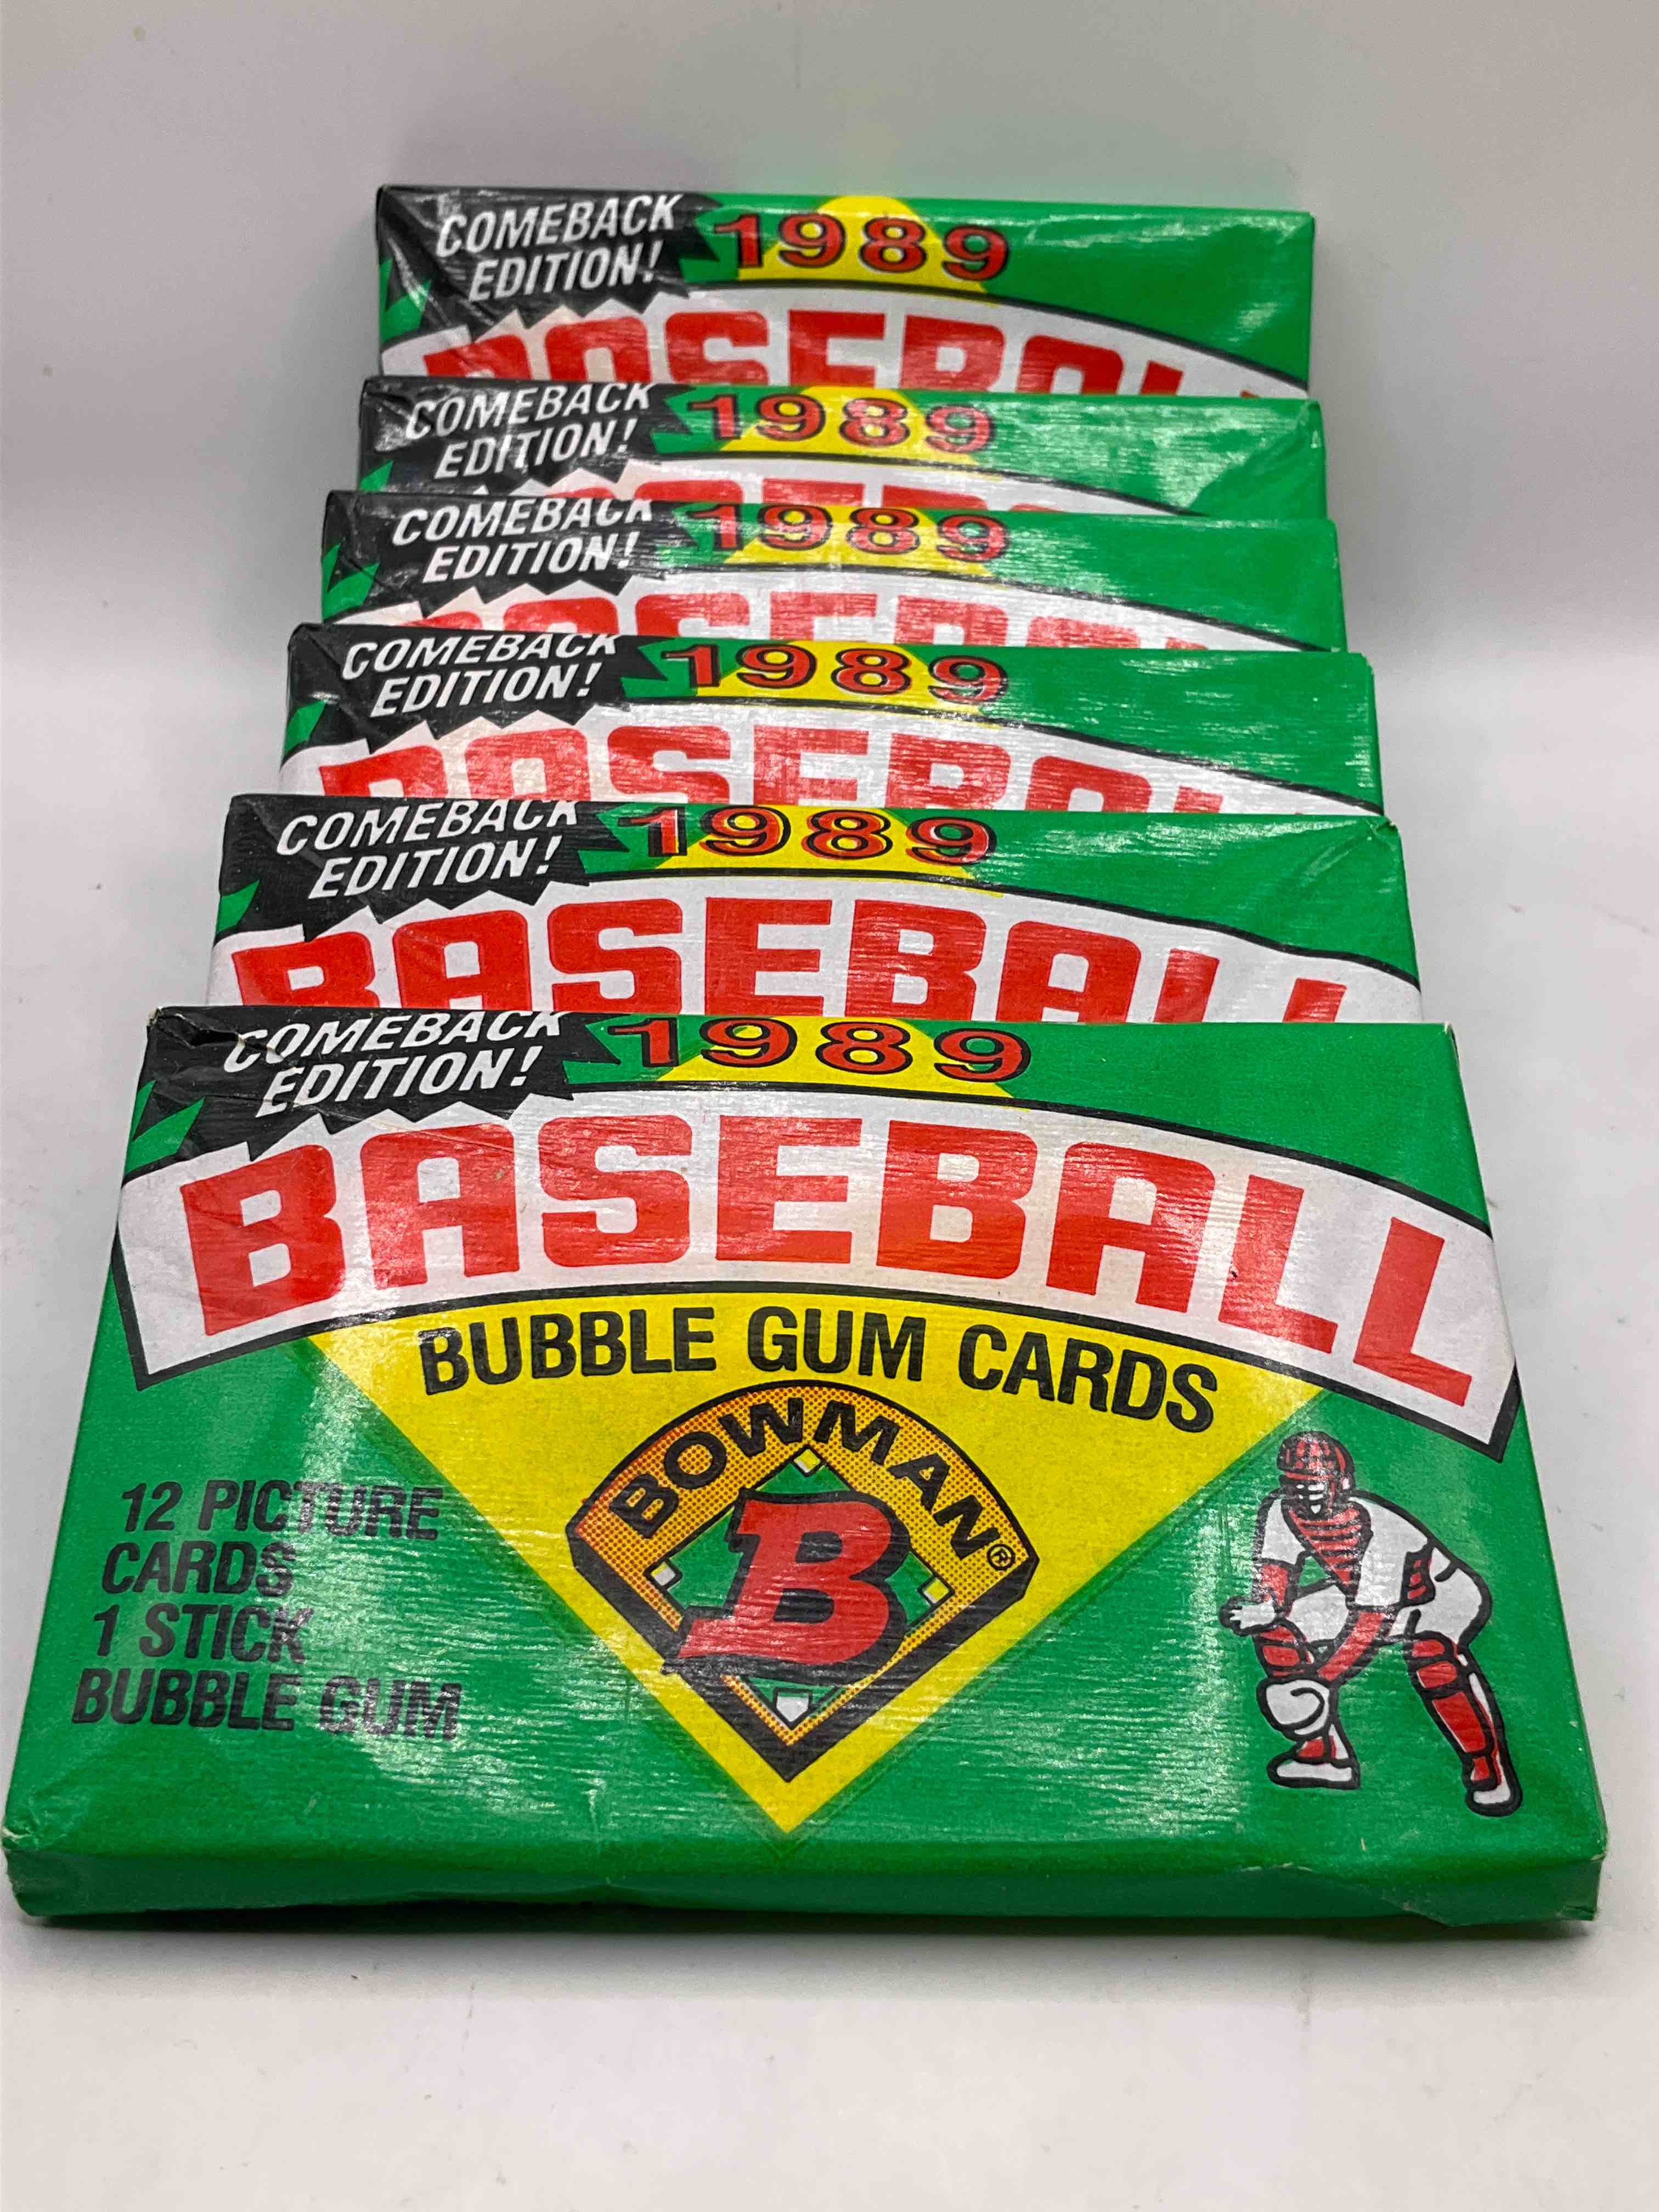 COMEBACK
EDITION!
1989
COMEBACK
EDITION!
1989
COMEBACK
EDITION!
1989
COMEBACK
EDITION!
1989
COMEBACK
EDITION!
1989
BASEBALL
COMEBACK
EDITION!
1989
BASEBALL
BUBBLE GUM CARDS
BOWMAN®
B
12 PICTURE
CARDS
1 STICK
BUBBLE GUM